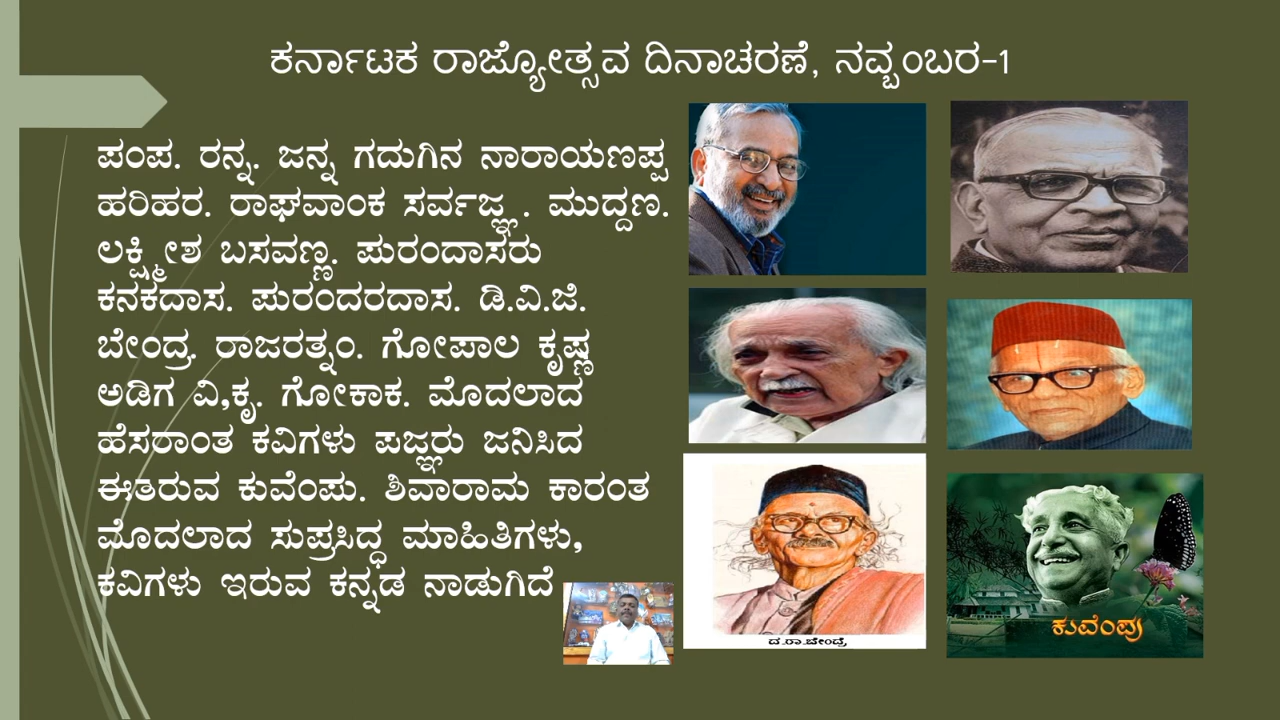 ಕರ್ನಾಟಕ ರಾಜ್ಯೋತ್ಸವ ದಿನಾಚರಣೆ, ನವ್ಬಂಬರ-1
ಪಂಪ. ರನ್ನ. ಜನ್ನ ಗದುಗಿನ ನಾರಾಯಣಪ್ಪ
ಹರಿಹರ. ರಾಘವಾಂಕ ಸರ್ವಜ್ಞ . ಮುದ್ದಣ.
ಲಕ್ಷ್ಮೀಶ ಬಸವಣ್ಣ. ಪುರಂದಾಸರು
ಕನಕದಾಸ. ಪುರಂದರದಾಸ. ಡಿ.ವಿ.ಜಿ.
ಬೇಂದ್ರೆ. ರಾಜರತ್ನಂ. ಗೋಪಾಲ ಕೃಷ್ಣ
ಅಡಿಗ ವಿ,ಕೃ. ಗೋಕಾಕ. ಮೊದಲಾದ
ಹೆಸರಾಂತ ಕವಿಗಳು ಪಜ್ಞರು ಜನಿಸಿದ
ಈತಿರುವ ಕುವೆಂಪು. ಶಿವಾರಾಮ ಕಾರಂತ
ಮೊದಲಾದ ಸುಪ್ರಸಿದ್ಧ ಮಾಹಿತಿಗಳು,
ಕವಿಗಳು ಇರುವ ಕನ್ನಡ ನಾಡುಗಿದೆ
ದ.ರಾ.ಬೇಂದ್ರೆ
ಕುವೆಂಪು